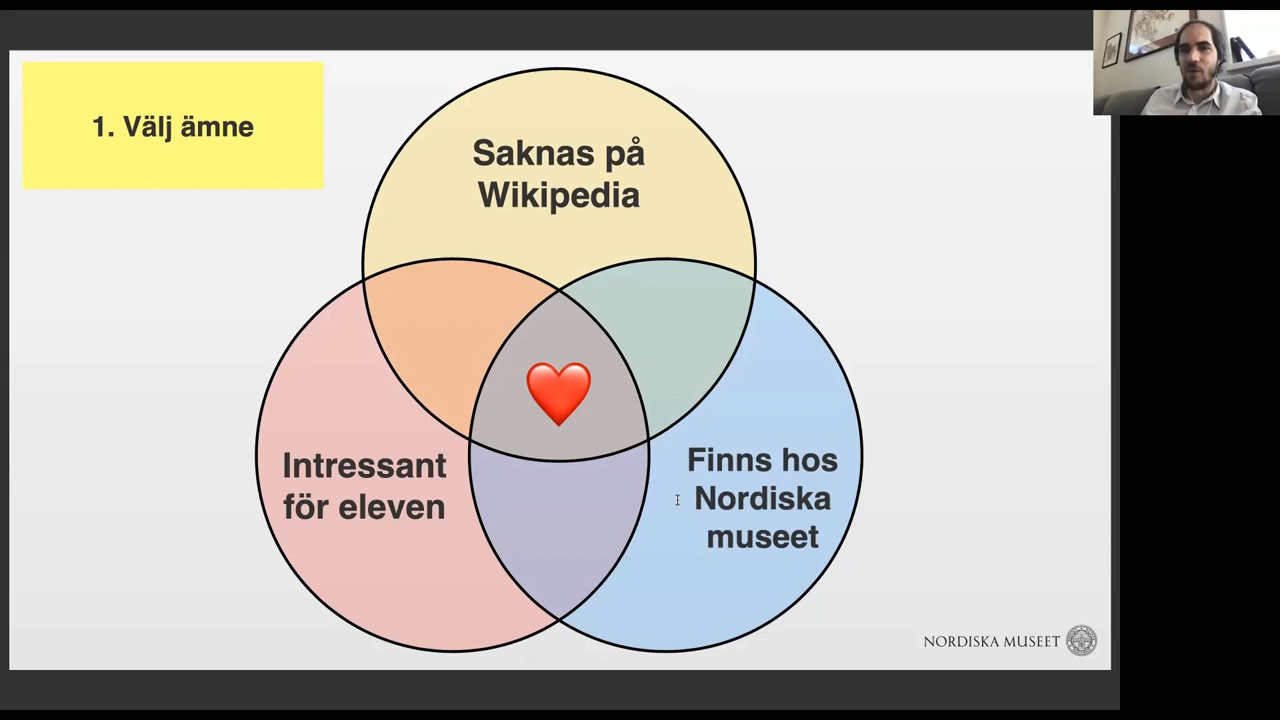 1. Välj ämne
Saknas på
Wikipedia
Intressant
för eleven
Finns hos
Nordiska
museet
NORDISKA MUSEET